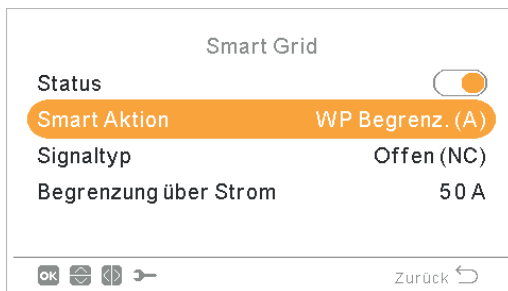 Smart Grid
Status
Smart Aktion WP Begrenz. (A)
Signaltyp Offen (NC)
Begrenzung über Strom 50 A
OK Zurück